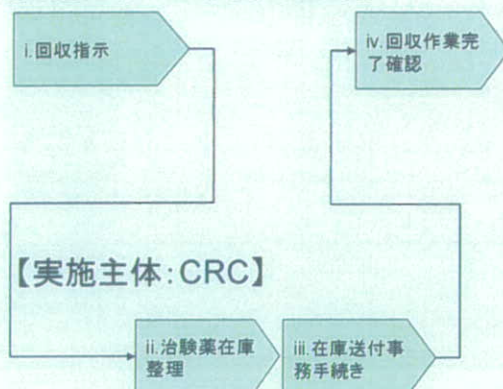 i.回収指示
iv.回収作業完
了確認
【実施主体:CRC】
ii.治験薬在庫
整理
iii.在庫送付事
務手続き